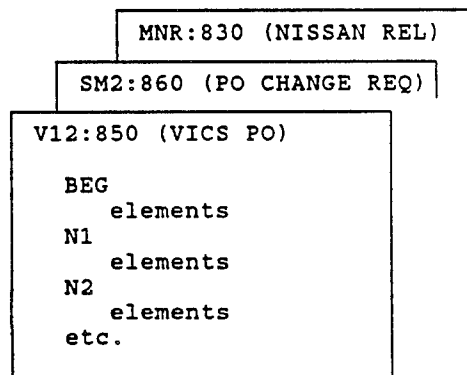 MNR:830 (NISSAN REL)
SM2:860 (PO CHANGE REQ)
V12:850 (VICS PO)
BEG
elements
N1
elements
N2
elements
etc.